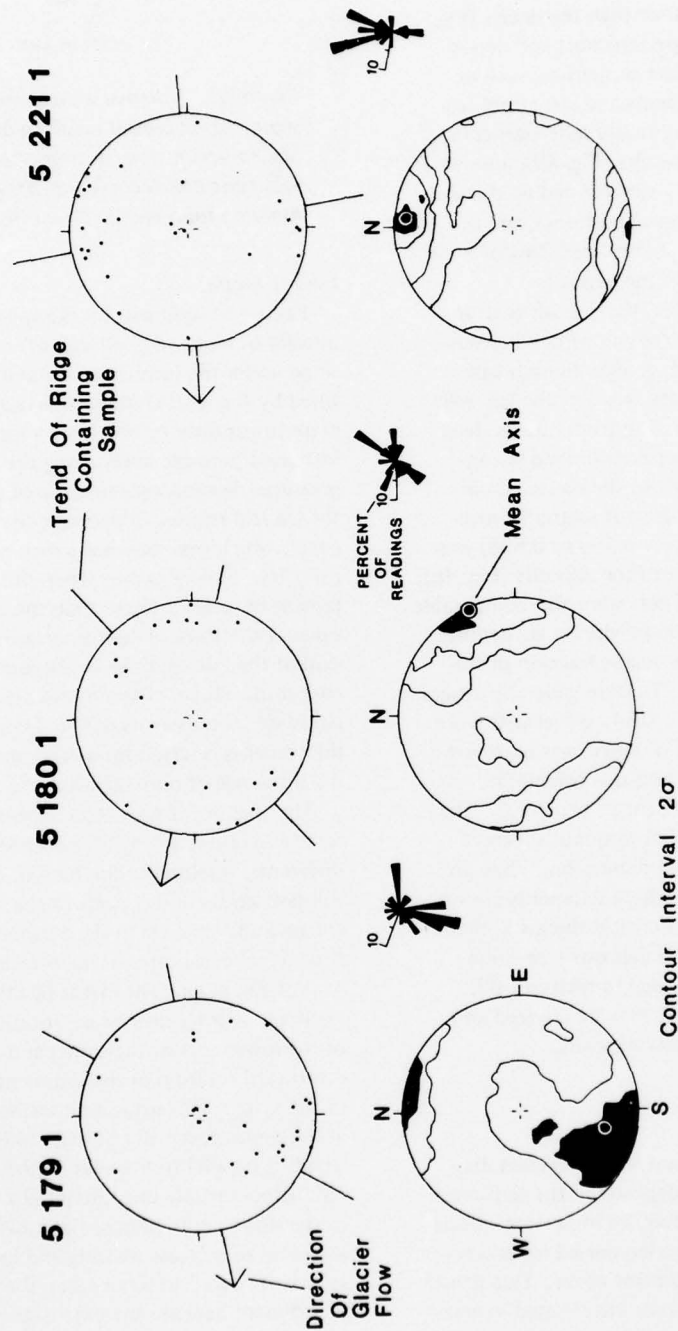 5 179 1
5 180 1
5 221 1
Direction
Of
Glacier
Flow
Trend Of Ridge
Containing
Sample
10
PERCENT
OF
READINGS
10
10
N
E
S
W
N
Mean Axis
N
Contour Interval 2σ